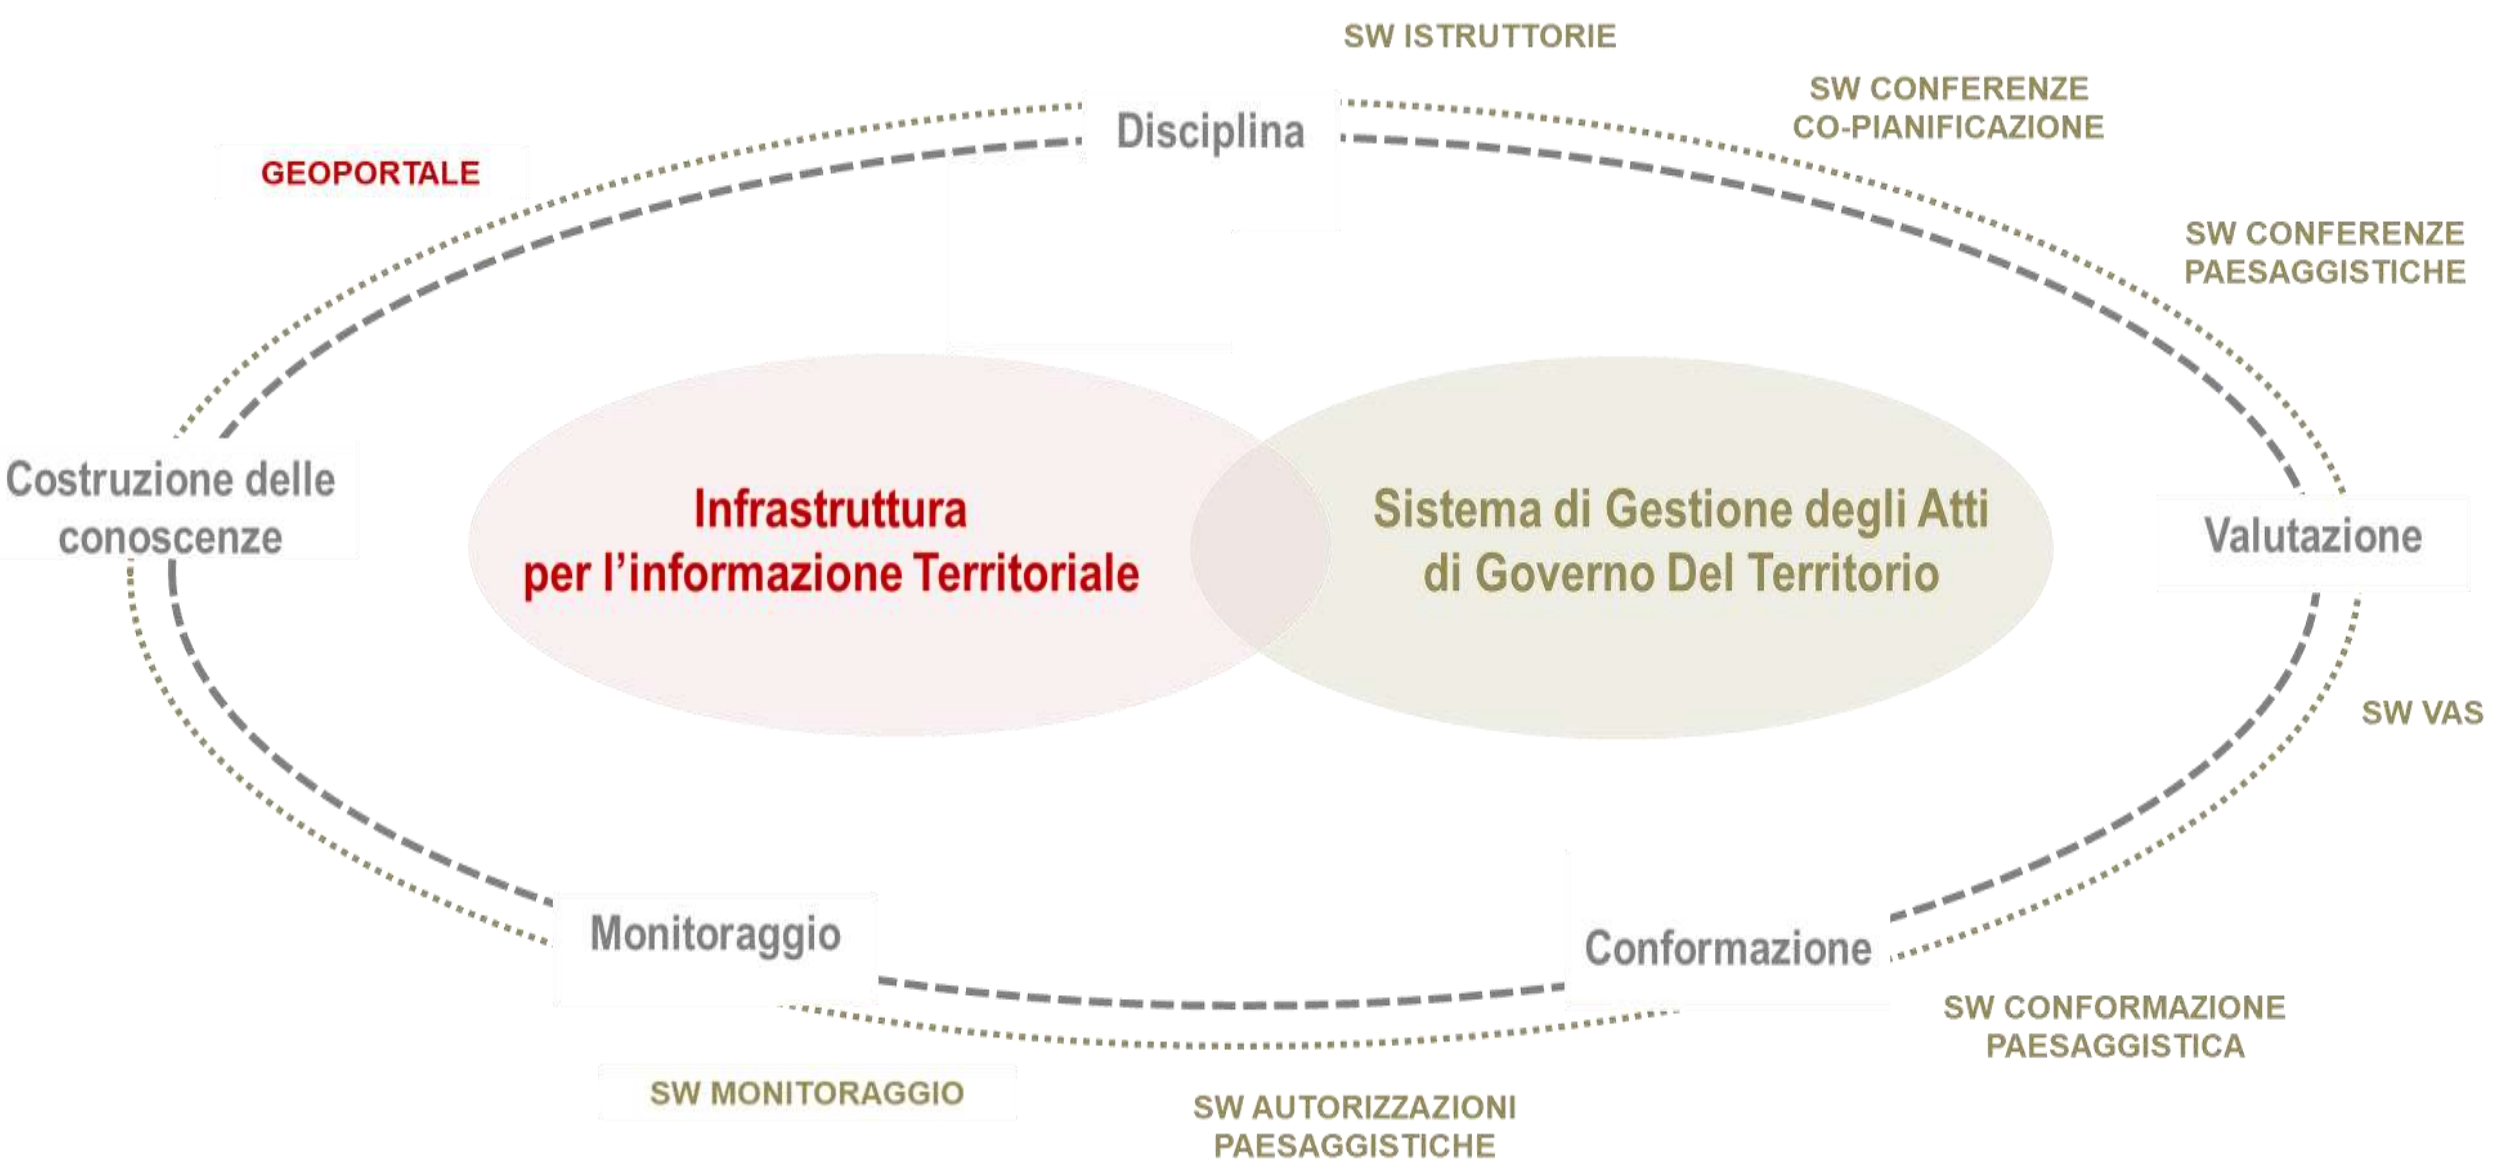 SW ISTRUTTORIE
SW CONFERENZE
CO-PIANIFICAZIONE
Disciplina
GEOPORTALE
SW CONFERENZE
PAESAGGISTICHE
Costruzione delle
conoscenze
Infrastruttura
per l’informazione Territoriale
Sistema di Gestione degli Atti
di Governo Del Territorio
Valutazione
SW VAS
Monitoraggio
Conformazione
SW CONFORMAZIONE
PAESAGGISTICA
SW MONITORAGGIO
SW AUTORIZZAZIONI
PAESAGGISTICHE